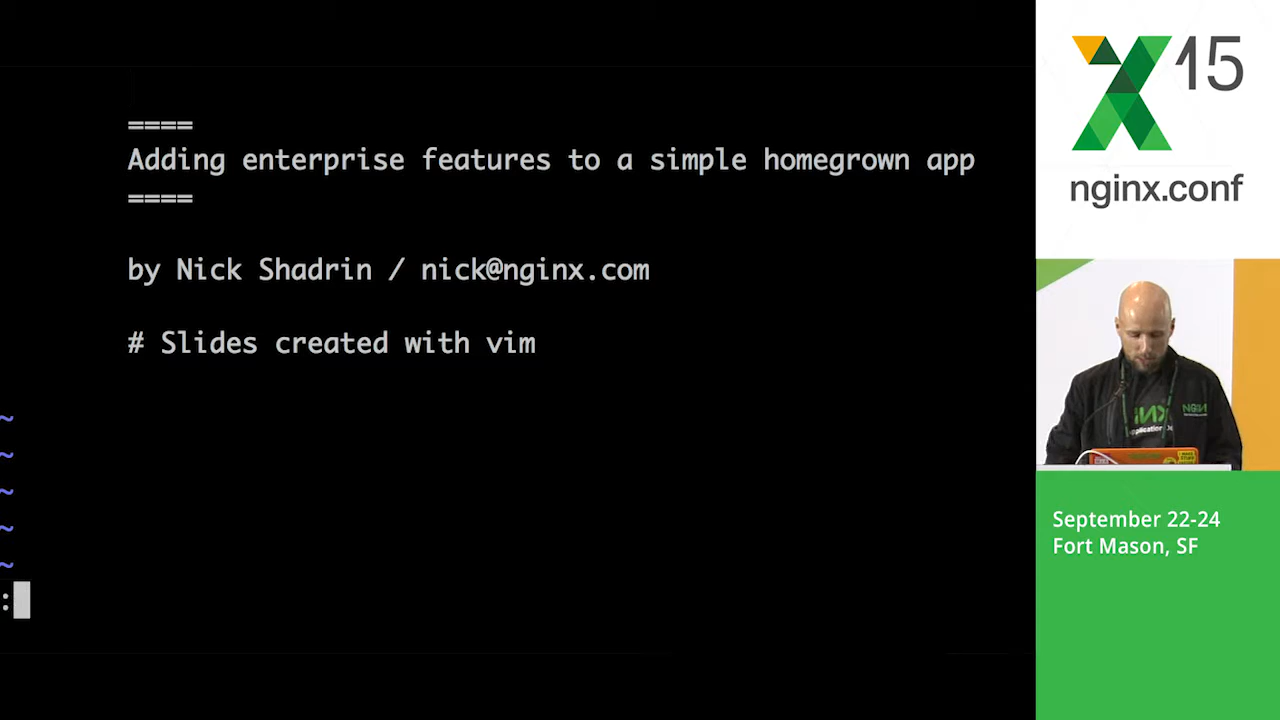 ====
Adding enterprise features to a simple homegrown app
====
by Nick Shadrin / nick@nginx.com
# Slides created with vim
~
~
~
~
~
:
15
nginx.conf
NGINX
September 22-24
Fort Mason, SF